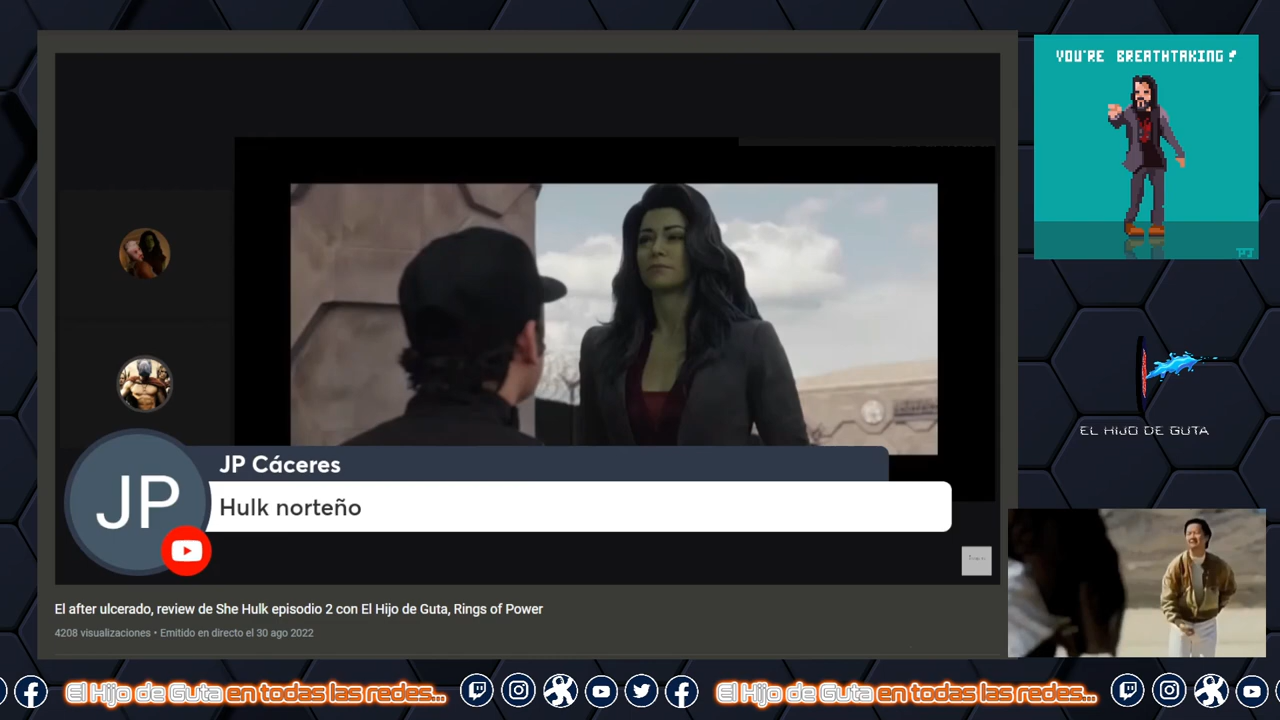 YOU'RE BREATHTAKING!
PJ
JP Cáceres
JP
Hulk norteño
EL HIJO DE GUTA
El after ulcerado, review de She Hulk episodio 2 con El Hijo de Guta, Rings of Power
4208 visualizaciones • Emitido en directo el 30 ago 2022
El Hijo de Guta en todas las redes...
El Hijo de Guta en todas las redes...